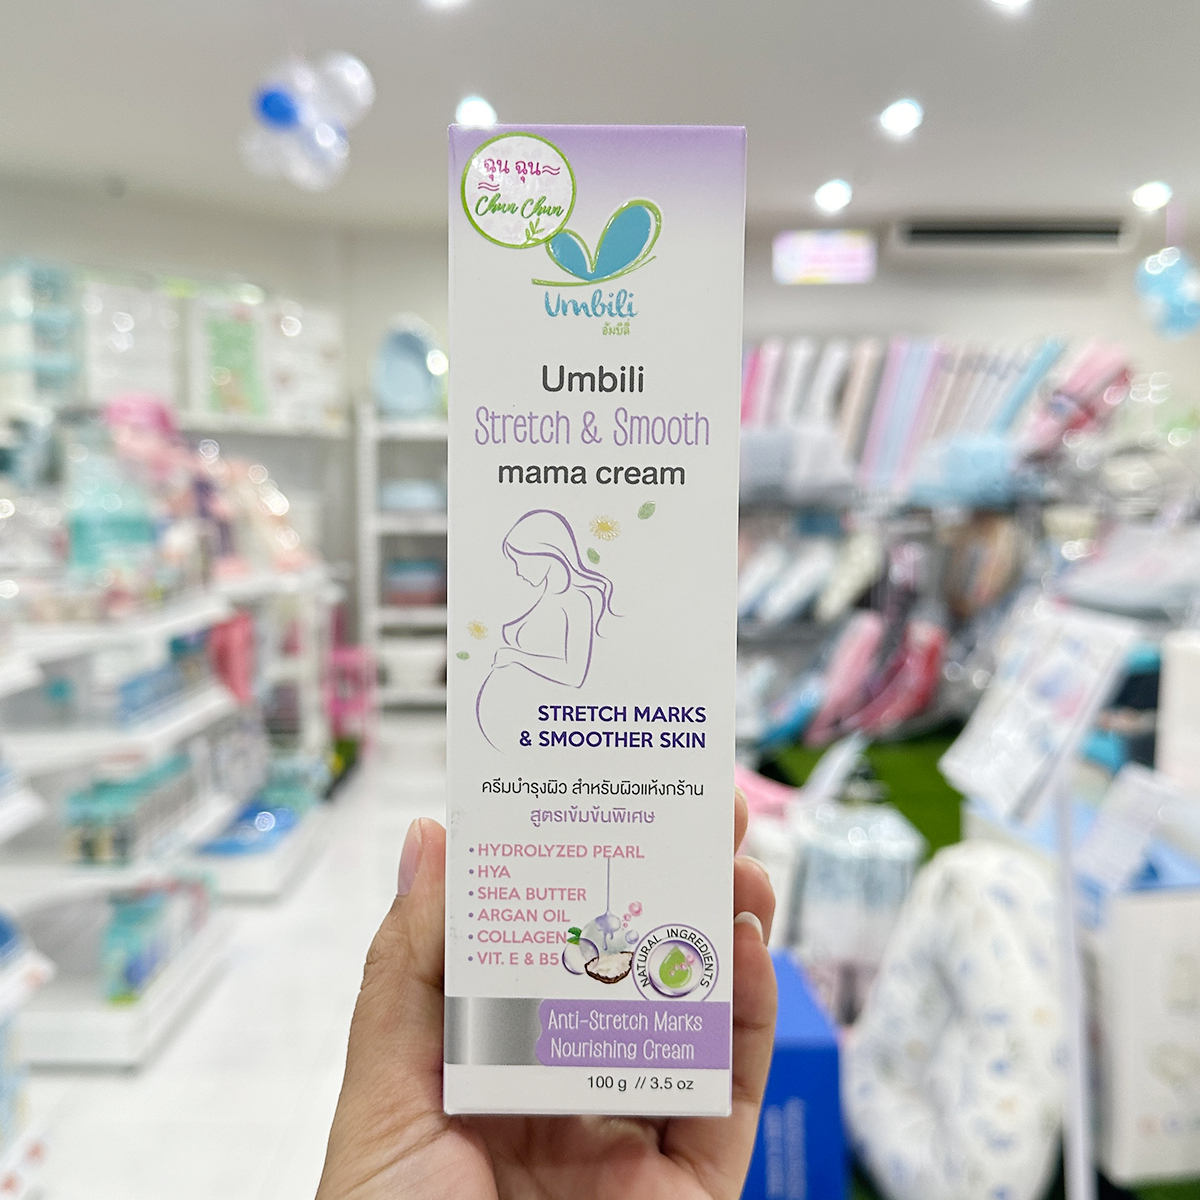 ฉุน ฉุน
Chun Chun
Umbili
อัมบิลิ์
Umbili
Stretch & Smooth
mama cream
STRETCH MARKS
& SMOOTHER SKIN
ครีมบำรุงผิว สำหรับผิวแห้งกร้าน
สูตรเข้มข้นพิเศษ
• HYDROLYZED PEARL
• HYA
• SHEA BUTTER
• ARGAN OIL
• COLLAGEN
• VIT. E & B5
NATURAL INGREDIENTS
Anti-Stretch Marks
Nourishing Cream
100 g // 3.5 oz